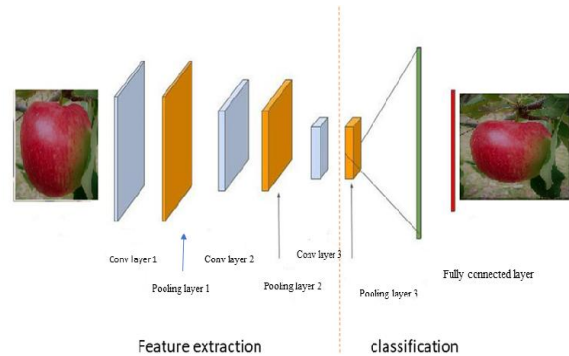 Conv layer 1
Pooling layer 1
Conv layer 2
Pooling layer 2
Conv layer 3
Pooling layer 3
Fully connected layer
Feature extraction
classification